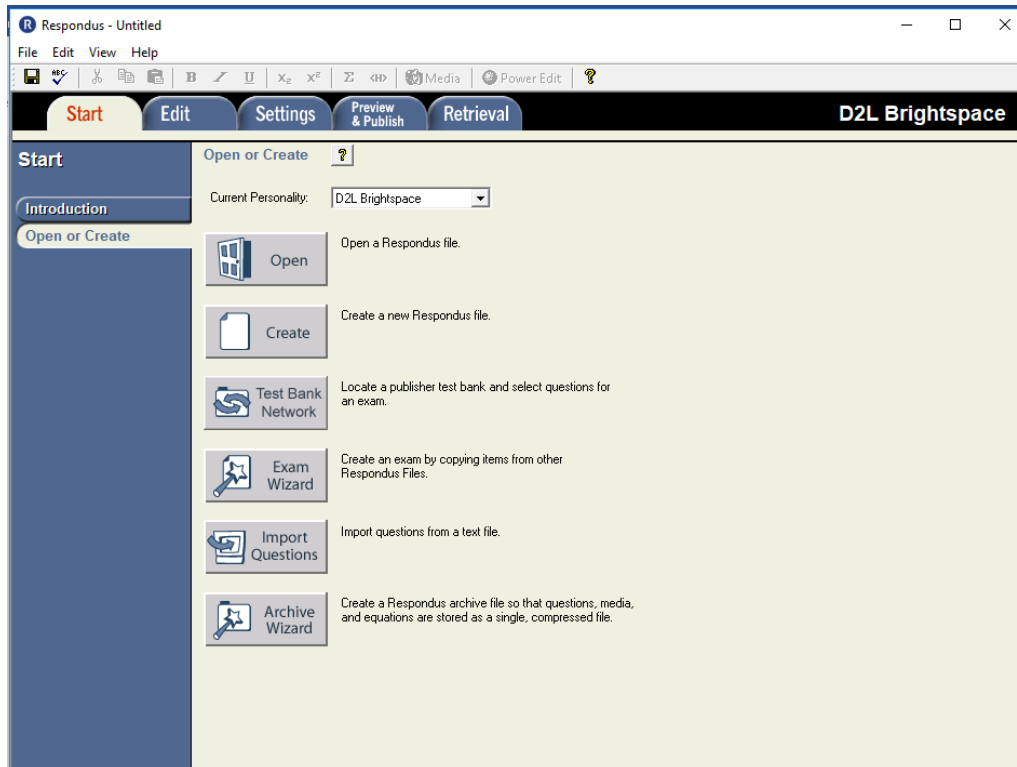 R Respondus - Untitled
File Edit View Help
ABC B I U X₂ X² Σ <H> Media Power Edit ?
Start Edit Settings Preview & Publish Retrieval D2L Brightspace
Start
Introduction
Open or Create
Open or Create ?
Current Personality: D2L Brightspace
Open
Open a Respondus file.
Create
Create a new Respondus file.
Test Bank
Network
Locate a publisher test bank and select questions for
an exam.
Exam
Wizard
Create an exam by copying items from other
Respondus Files.
Import
Questions
Import questions from a text file.
Archive
Wizard
Create a Respondus archive file so that questions, media,
and equations are stored as a single, compressed file.